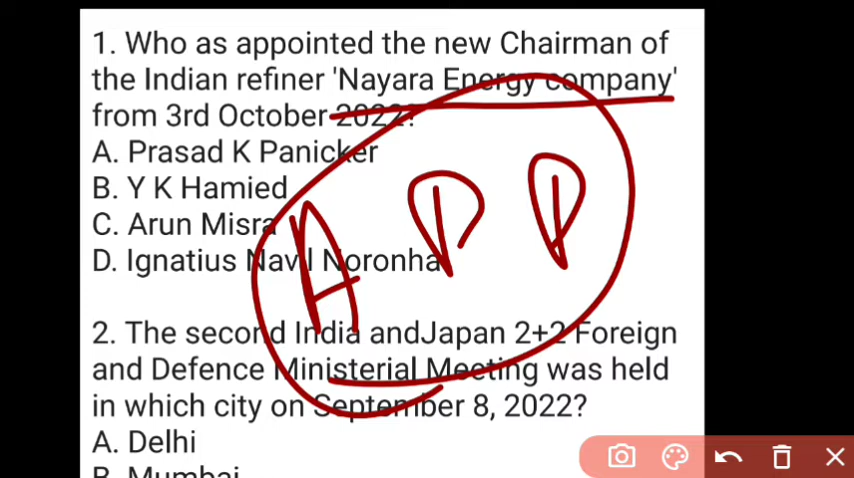 1. Who as appointed the new Chairman of
the Indian refiner 'Nayara Energy company'
from 3rd October 2022?
A. Prasad K Panicker
B. Y K Hamied
C. Arun Misra
D. Ignatius Navil Noronha
APP
2. The second India andJapan 2+2 Foreign
and Defence Ministerial Meeting was held
in which city on September 8, 2022?
A. Delhi
B. Mumbai